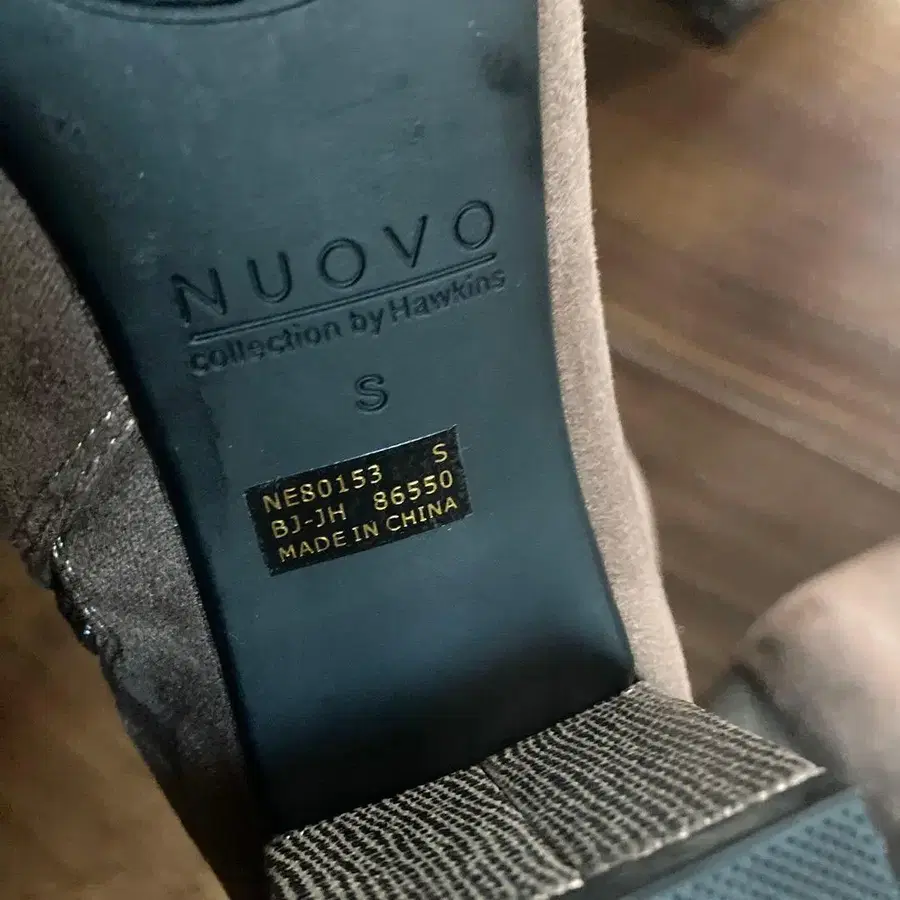 NUOVO
collection by Hawkins
S
NE80153 S
BJ-JH 86550
MADE IN CHINA